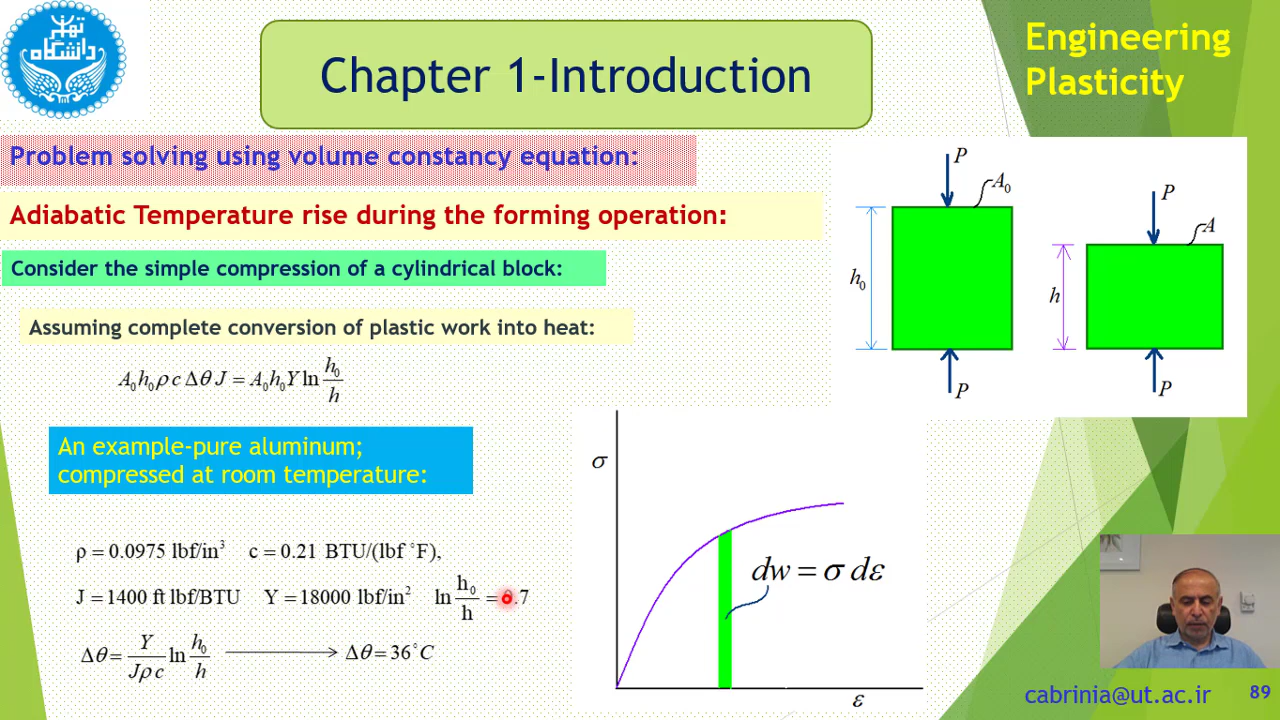 تهران
دانشگاه
Chapter 1-Introduction
Engineering
Plasticity
Problem solving using volume constancy equation:
Adiabatic Temperature rise during the forming operation:
Consider the simple compression of a cylindrical block:
Assuming complete conversion of plastic work into heat:
A₀h₀ρ c Δθ J = A₀h₀Y ln h₀/h
An example-pure aluminum;
compressed at room temperature:
ρ = 0.0975 lbf/in³ c = 0.21 BTU/(lbf °F),
J = 1400 ft lbf/BTU Y = 18000 lbf/in² ln h₀/h = 0.7
Δθ = Y/Jρ c ln h₀/h ⟶ Δθ = 36°C
P
A₀
h₀
P
P
A
h
P
σ
dw = σ dε
ε
cabrinia@ut.ac.ir 89